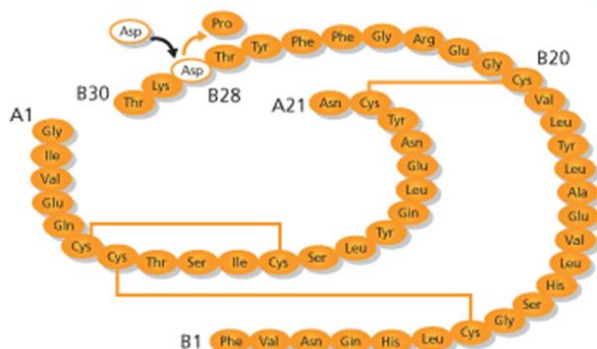 Pro
Asp
B30 Thr Lys Asp Thr Tyr Phe Phe Gly Arg Glu Gly Cys Val Leu Tyr Leu Ala Glu Val Leu His Ser Gly Cys Leu His Gln Asn Val Phe B1
B28
B20
A1
Gly Ile Val Glu Gln Cys Cys Thr Ser Ile Cys Ser Leu Tyr Gln Leu Glu Asn Tyr Cys Asn A21